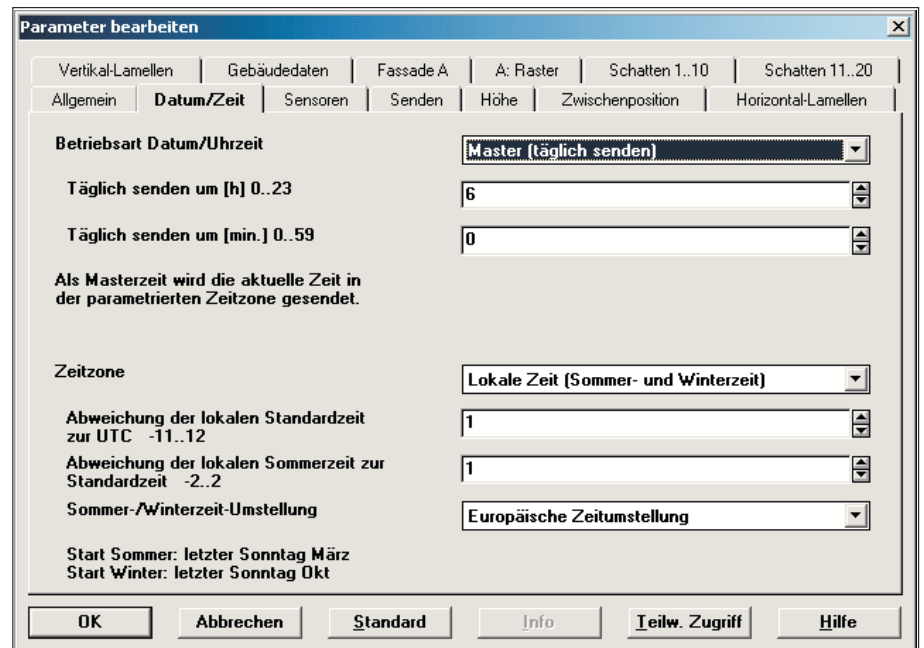 Parameter bearbeiten
Vertikal-Lamellen
Gebäudedaten
Fassade A
A: Raster
Schatten 1..10
Schatten 11..20
Allgemein
Datum/Zeit
Sensoren
Senden
Höhe
Zwischenposition
Horizontal-Lamellen
Betriebsart Datum/Uhrzeit
Master (täglich senden)
Täglich senden um [h] 0..23
6
Täglich senden um [min.] 0..59
0
Als Masterzeit wird die aktuelle Zeit in
der parametrierten Zeitzone gesendet.
Zeitzone
Lokale Zeit (Sommer- und Winterzeit)
Abweichung der lokalen Standardzeit
zur UTC -11..12
1
Abweichung der lokalen Sommerzeit zur
Standardzeit -2..2
1
Sommer-/Winterzeit-Umstellung
Europäische Zeitumstellung
Start Sommer: letzter Sonntag März
Start Winter: letzter Sonntag Okt
OK
Abbrechen
Standard
Info
Teilw. Zugriff
Hilfe